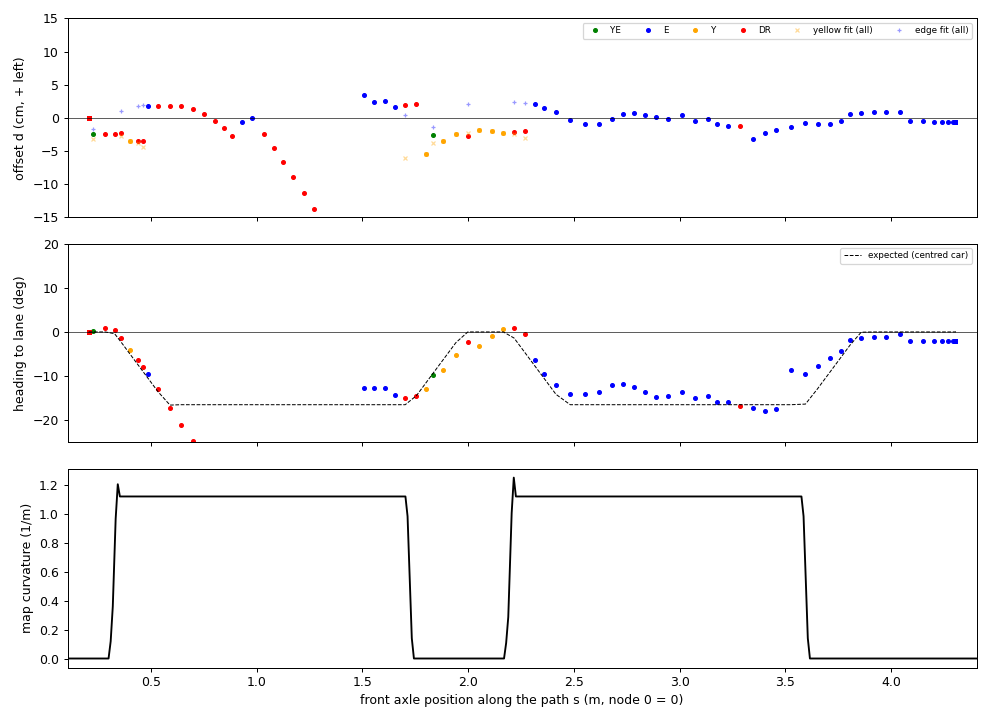 15
10
5
0
−5
−10
−15
offset d (cm, + left)
YE
E
Y
DR
yellow fit (all)
edge fit (all)
20
10
0
−10
−20
heading to lane (deg)
expected (centred car)
1.2
1.0
0.8
0.6
0.4
0.2
0.0
map curvature (1/m)
0.5
1.0
1.5
2.0
2.5
3.0
3.5
4.0
front axle position along the path s (m, node 0 = 0)